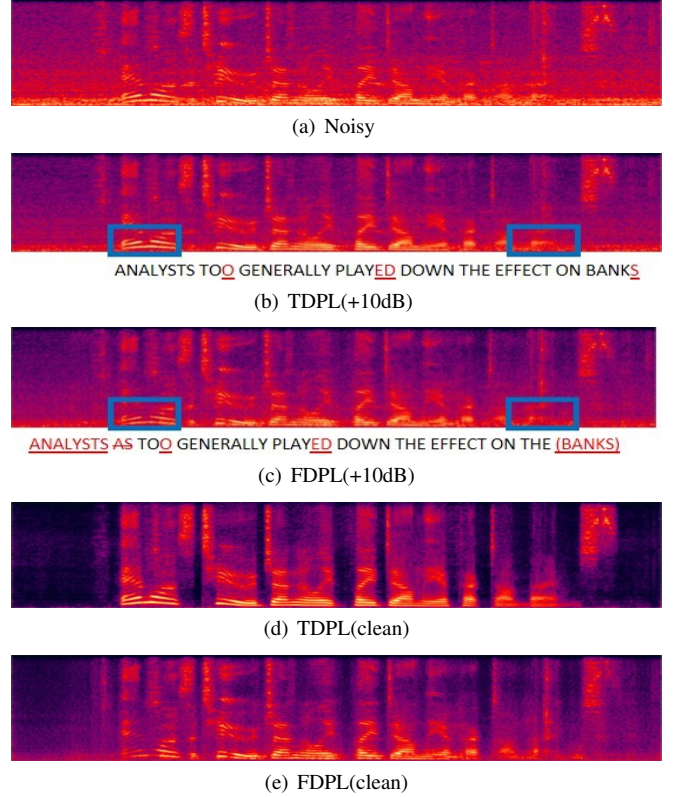 (a) Noisy
ANALYSTS TOO GENERALLY PLAYED DOWN THE EFFECT ON BANKS
(b) TDPL(+10dB)
ANALYSTS AS TOO GENERALLY PLAYED DOWN THE EFFECT ON THE (BANKS)
(c) FDPL(+10dB)
(d) TDPL(clean)
(e) FDPL(clean)